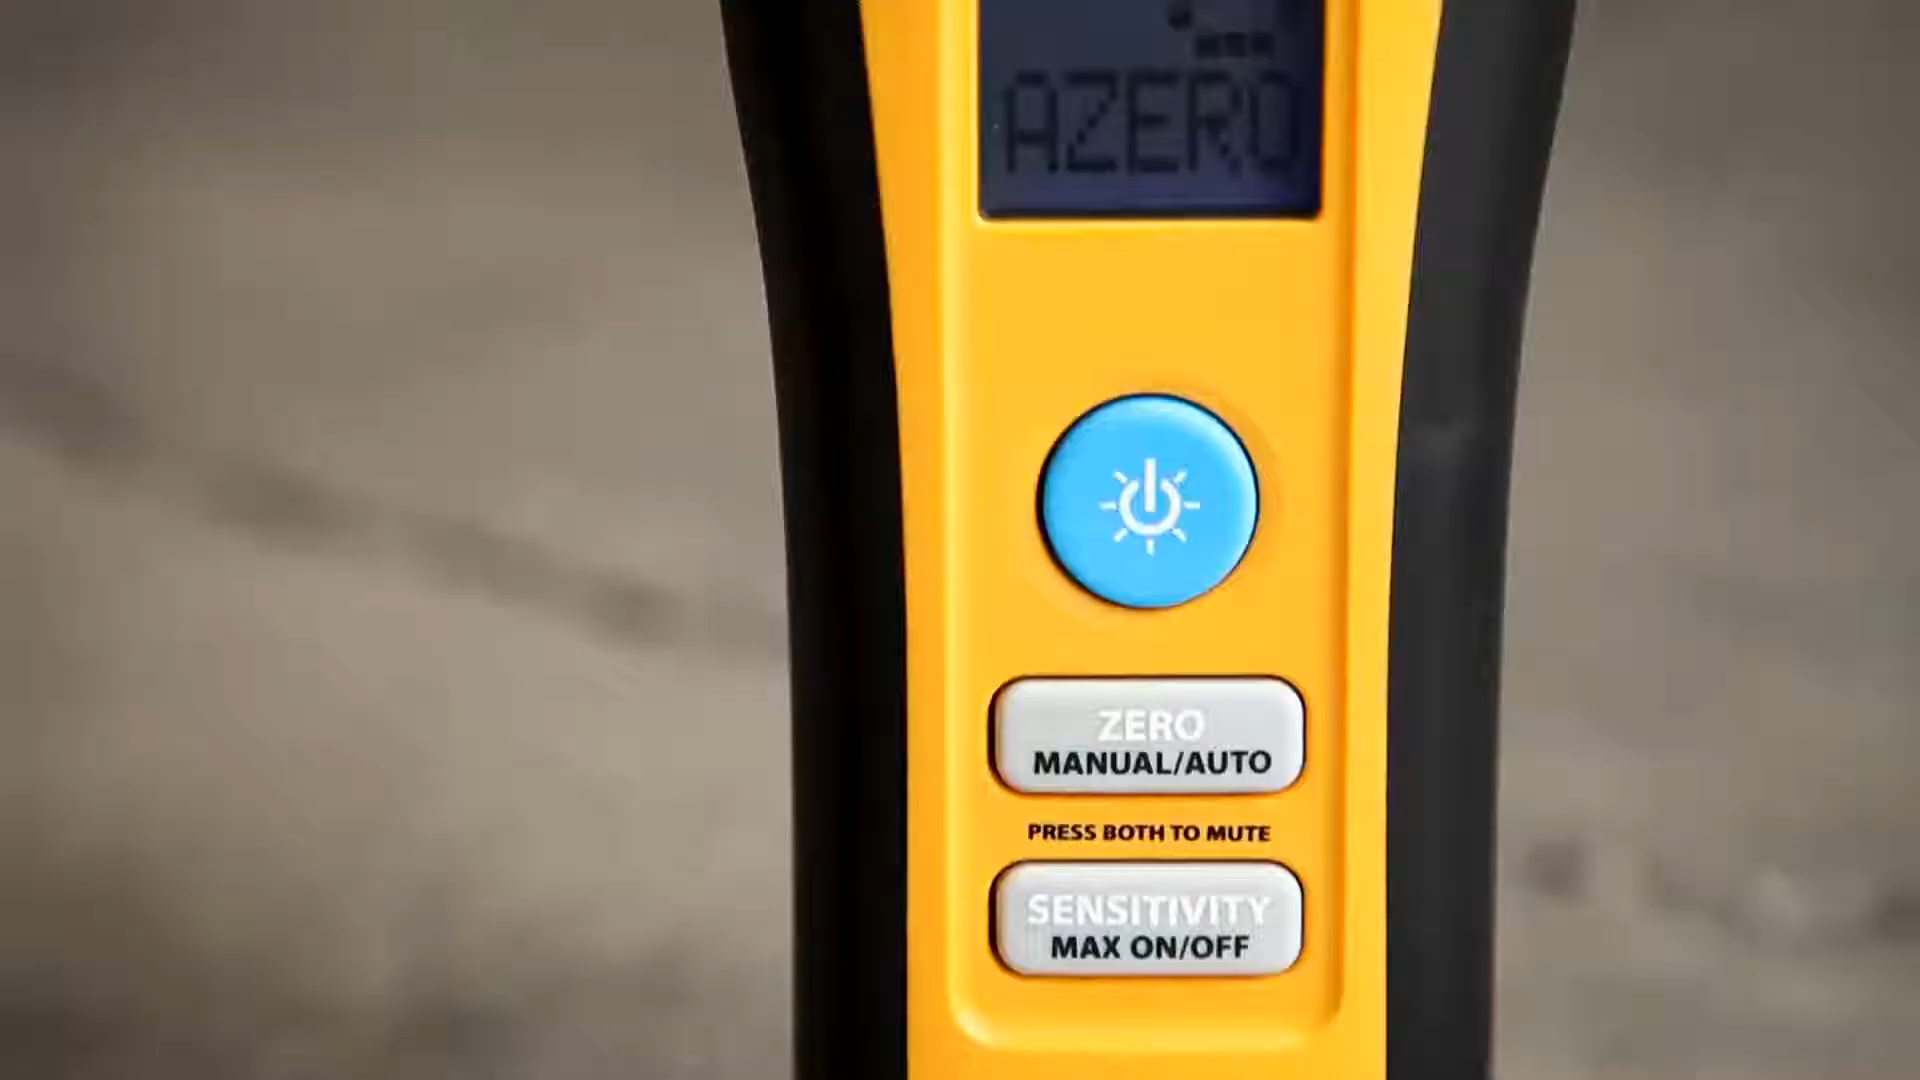 AZERO
ZERO
MANUAL/AUTO
PRESS BOTH TO MUTE
SENSITIVITY
MAX ON/OFF